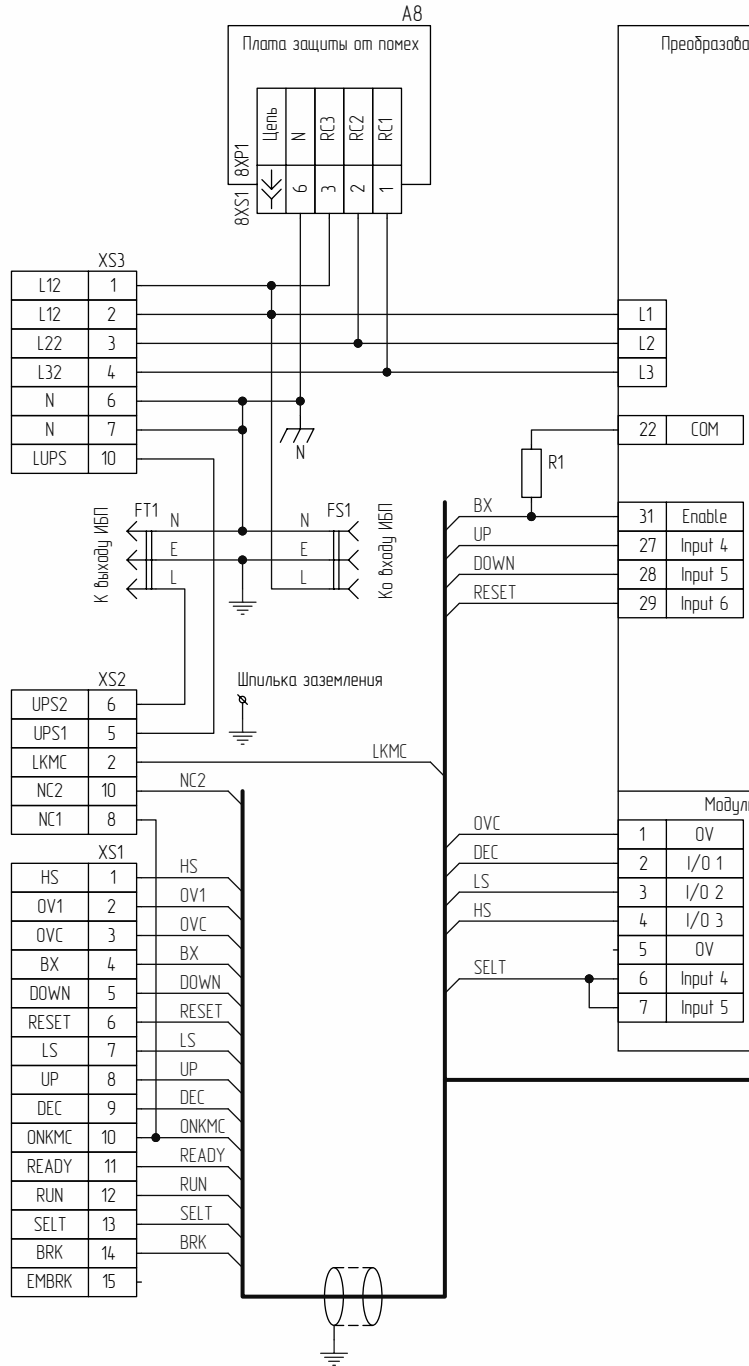 A8
Плата защиты от помех
Преобразова
8XP1
Цепь
N
RC3
RC2
RC1
8XS1
6
3
2
1
XS3
L12 1
L12 2
L22 3
L32 4
N 6
N 7
LUPS 10
L1
L2
L3
N
22 COM
R1
FT1
N
E
L
К выходу ИБП
FS1
N
E
L
Ко входу ИБП
BX
UP
DOWN
RESET
31 Enable
27 Input 4
28 Input 5
29 Input 6
Шпилька заземления
XS2
UPS2 6
UPS1 5
LKMC 2
NC2 10
NC1 8
LKMC
NC2
XS1
HS 1 HS
0V1 2 0V1
0VC 3 0VC
BX 4 BX
DOWN 5 DOWN
RESET 6 RESET
LS 7 LS
UP 8 UP
DEC 9 DEC
ONKMC 10 ONKMC
READY 11 READY
RUN 12 RUN
SELT 13 SELT
BRK 14 BRK
EMBRK 15
Модуль
0VC
DEC
LS
HS
SELT
1 0V
2 I/O 1
3 I/O 2
4 I/O 3
5 0V
6 Input 4
7 Input 5